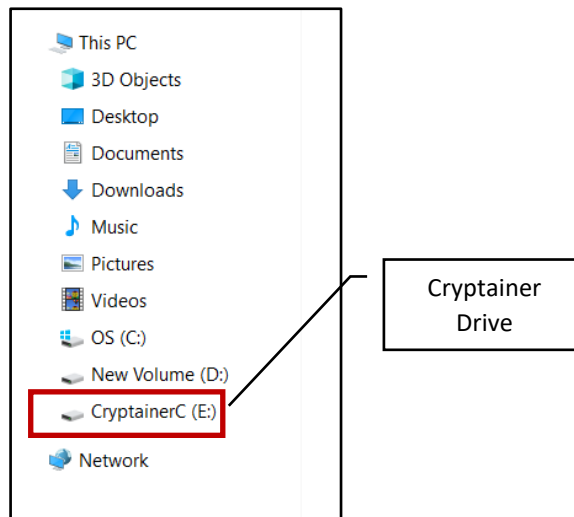 This PC
3D Objects
Desktop
Documents
Downloads
Music
Pictures
Videos
OS (C:)
New Volume (D:)
CryptainerC (E:)
Network
Cryptainer
Drive